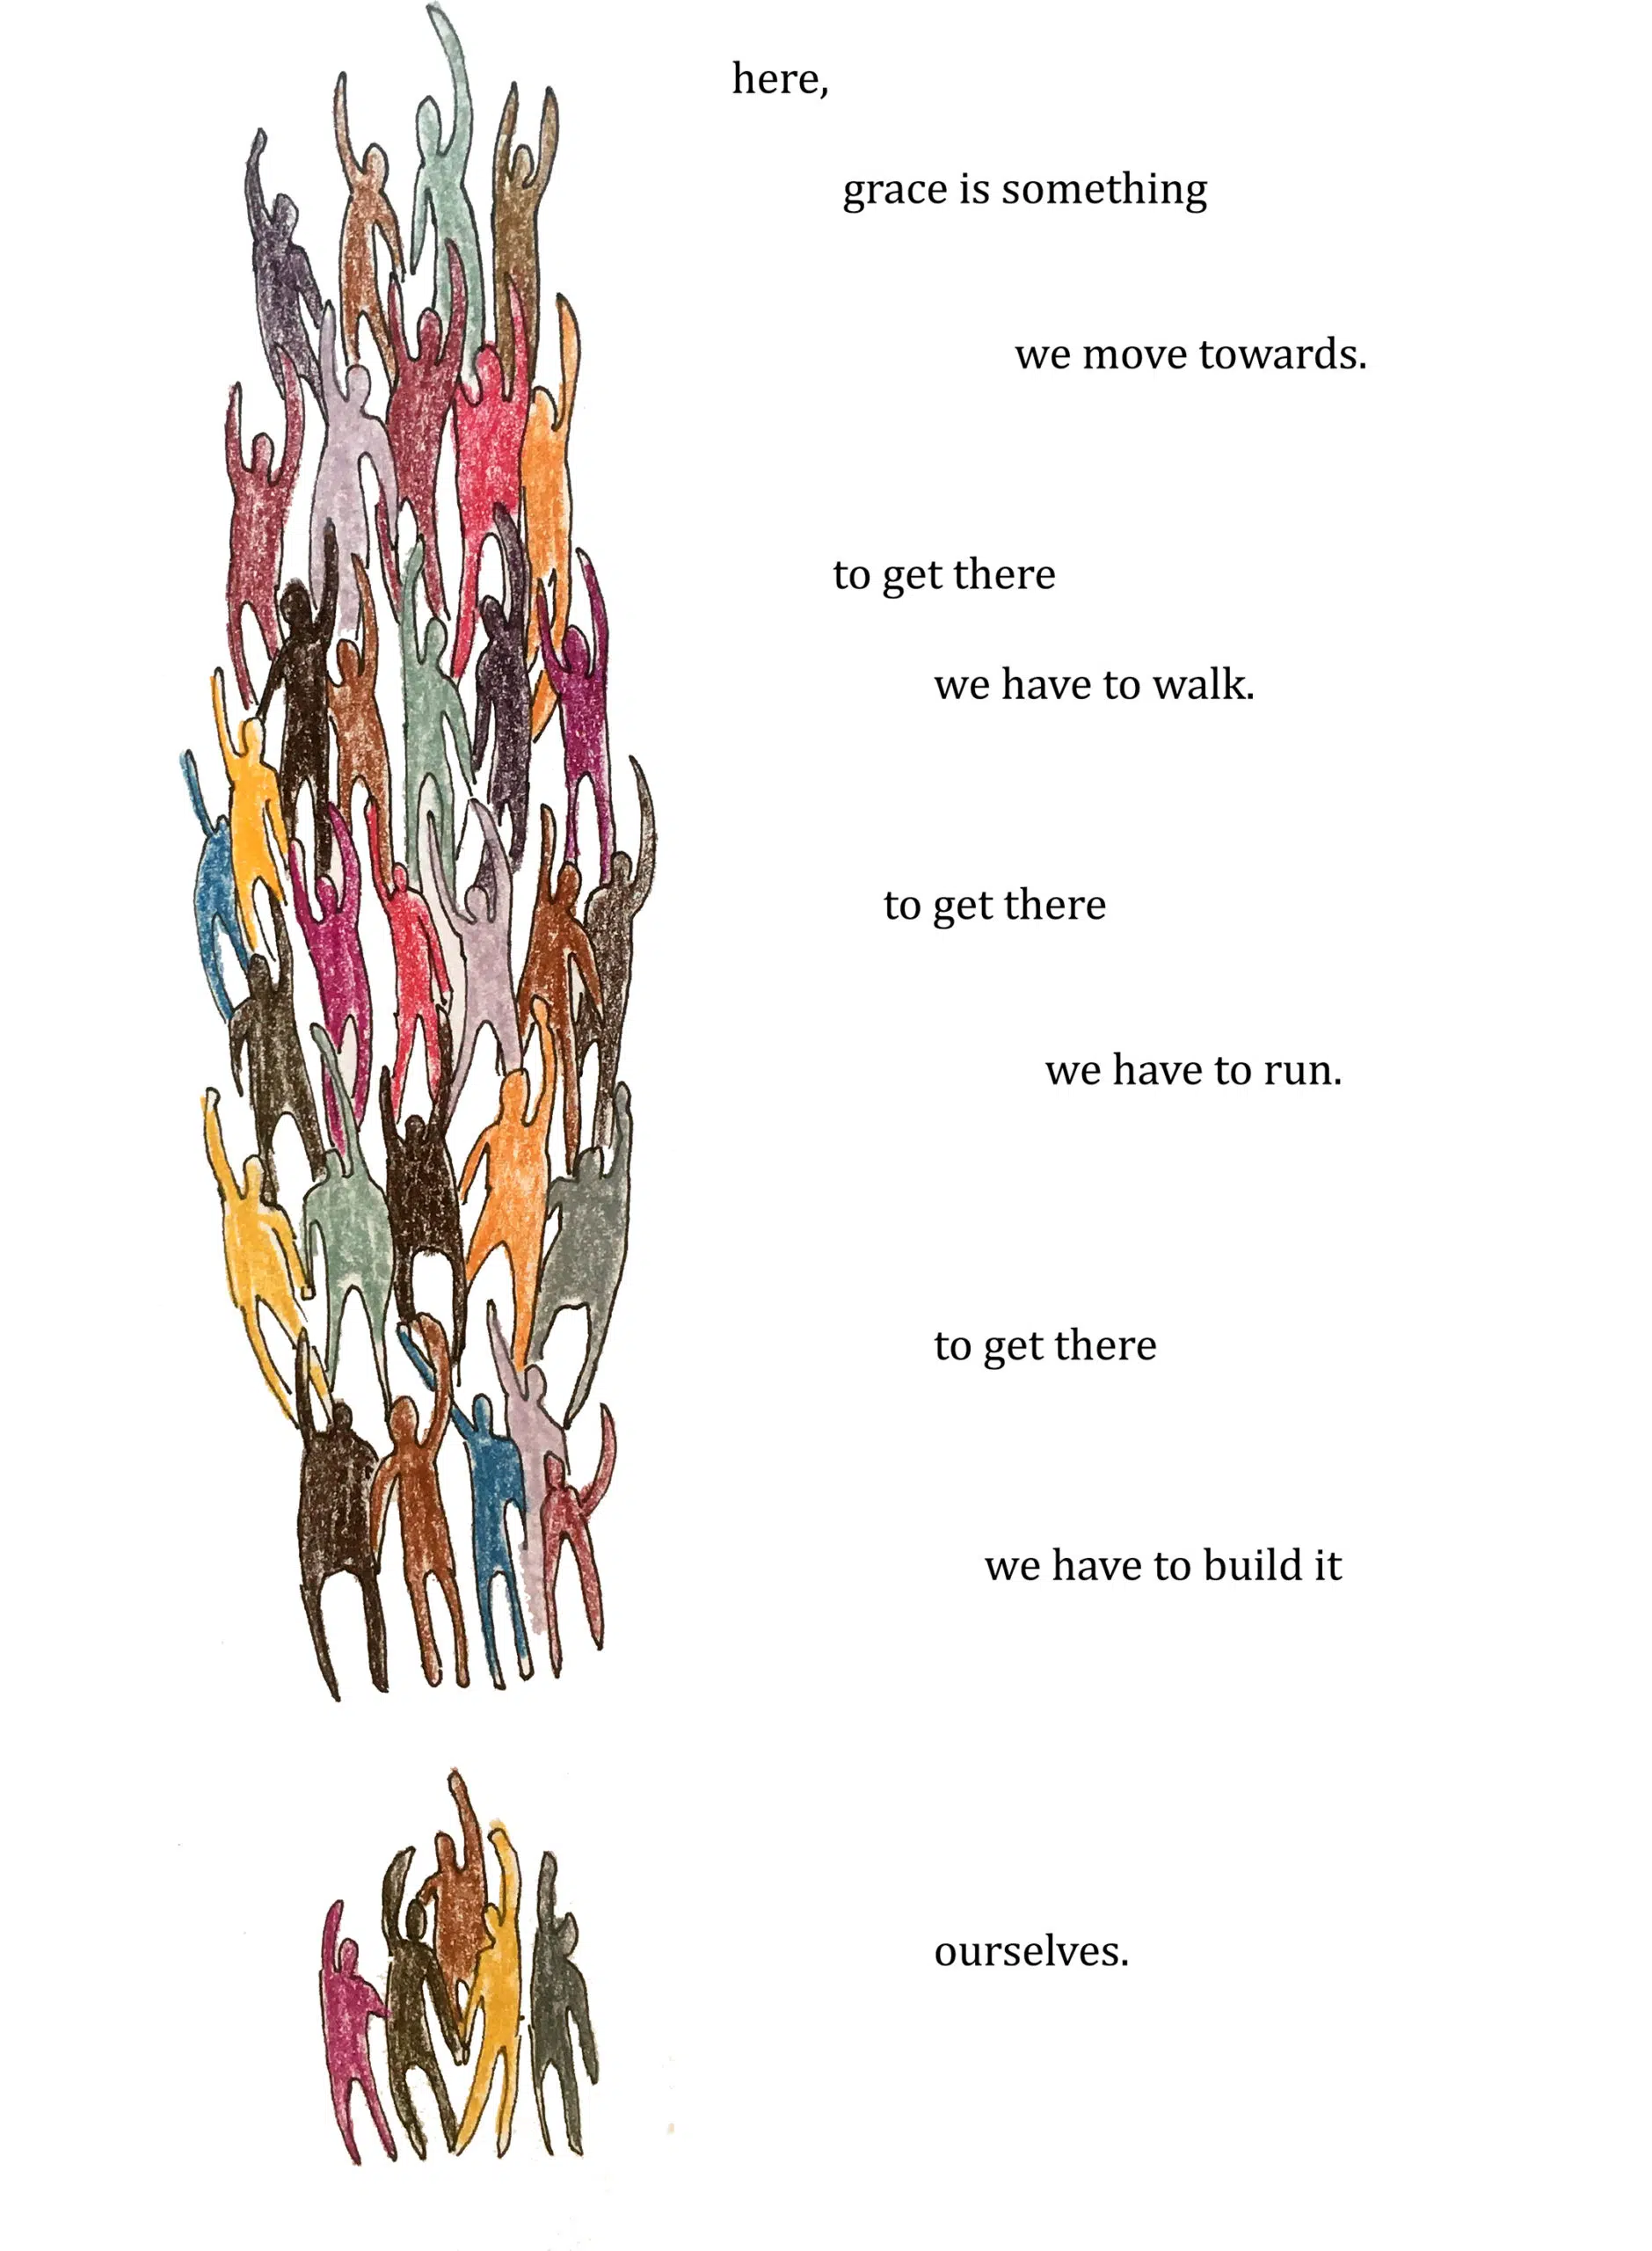 here,
grace is something
we move towards.
to get there
we have to walk.
to get there
we have to run.
to get there
we have to build it
ourselves.